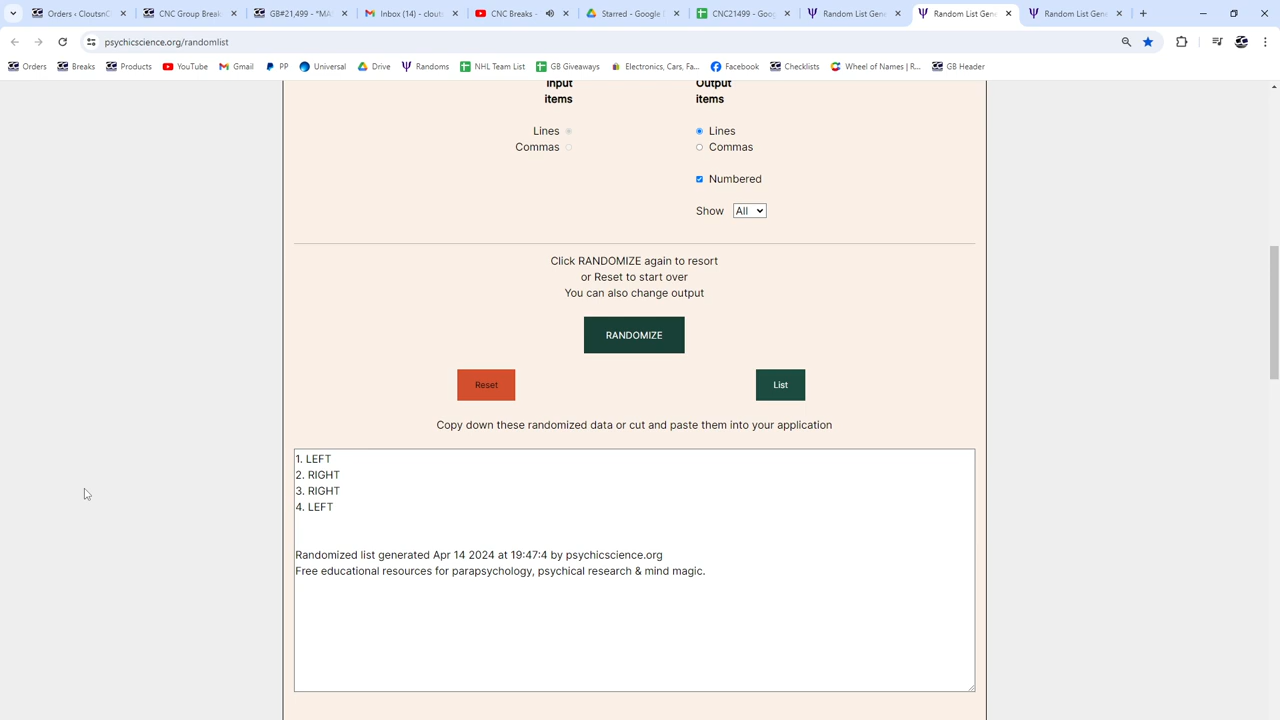 Orders ‹ CloutsnC
CNC Group Break
GB#21,499 - *MA
Inbox (14) - clout
CNC Breaks -
Starred - Google
CNC21499 - Goo
Random List Gene
Random List Gene
Random List Gene
psychicscience.org/randomlist
Orders
Breaks
Products
YouTube
Gmail
PP
Universal
Drive
Randoms
NHL Team List
GB Giveaways
Electronics, Cars, Fa...
Facebook
Checklists
Wheel of Names | R...
GB Header
Input
items
Output
items
Lines
Lines
Commas
Commas
Numbered
Show All
Click RANDOMIZE again to resort
or Reset to start over
You can also change output
RANDOMIZE
Reset
List
Copy down these randomized data or cut and paste them into your application
1. LEFT
2. RIGHT
3. RIGHT
4. LEFT
Randomized list generated Apr 14 2024 at 19:47:4 by psychicscience.org
Free educational resources for parapsychology, psychical research & mind magic.